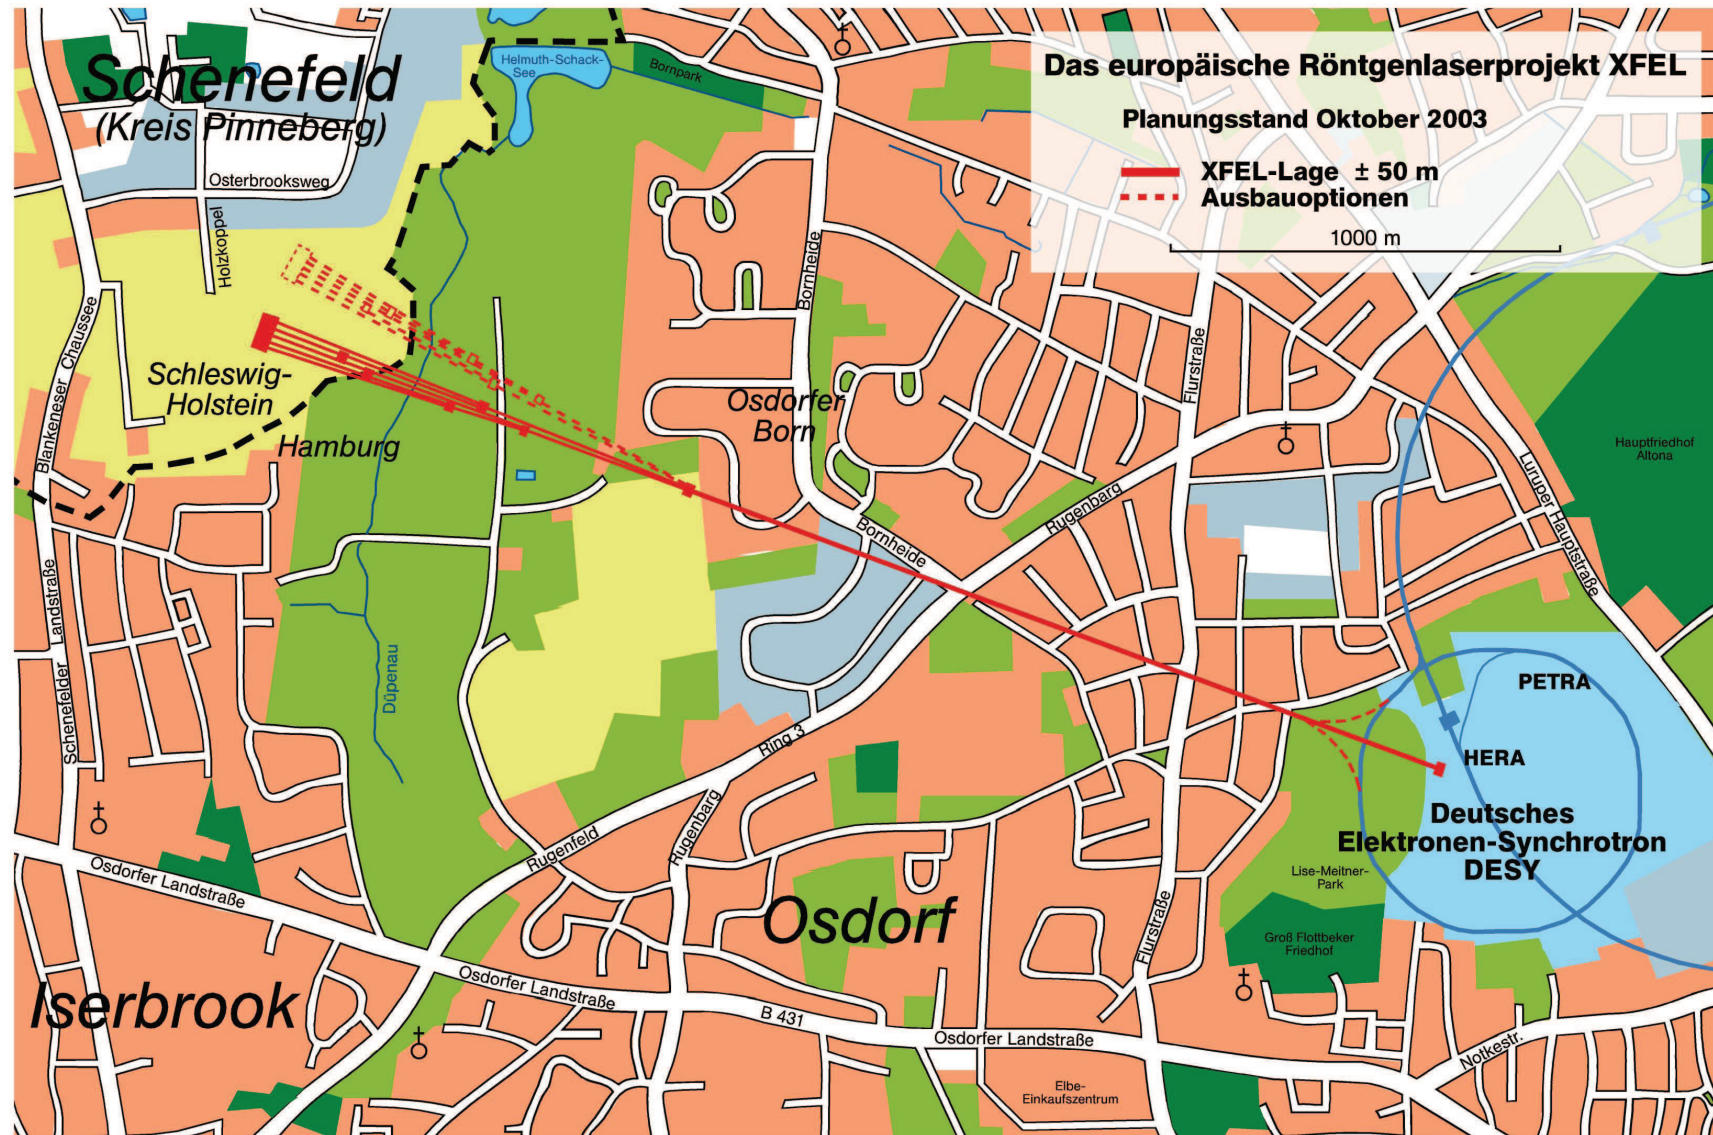 Das europäische Röntgenlaserprojekt XFEL
Planungsstand Oktober 2003
XFEL-Lage ± 50 m
Ausbauoptionen
1000 m
Schenefeld
(Kreis Pinneberg)
Helmuth-Schack-
See
Bornpark
Osterbrooksweg
Holzkoppel
Bornheide
Blankeneser Chaussee
Schleswig-
Holstein
Hamburg
Osdorfer
Born
Flurstraße
Hauptfriedhof
Altona
Luruper Hauptstraße
Rugenbarg
Bornheide
Schenefelder Landstraße
Düpenau
PETRA
HERA
Ring 3
Deutsches
Elektronen-Synchrotron
DESY
Rugenfeld
Rugenbarg
Lise-Meitner-
Park
Osdorfer Landstraße
Osdorf
Flurstraße
Groß Flottbeker
Friedhof
Iserbrook
Osdorfer Landstraße
B 431
Osdorfer Landstraße
Notkestr.
Elbe-
Einkaufszentrum